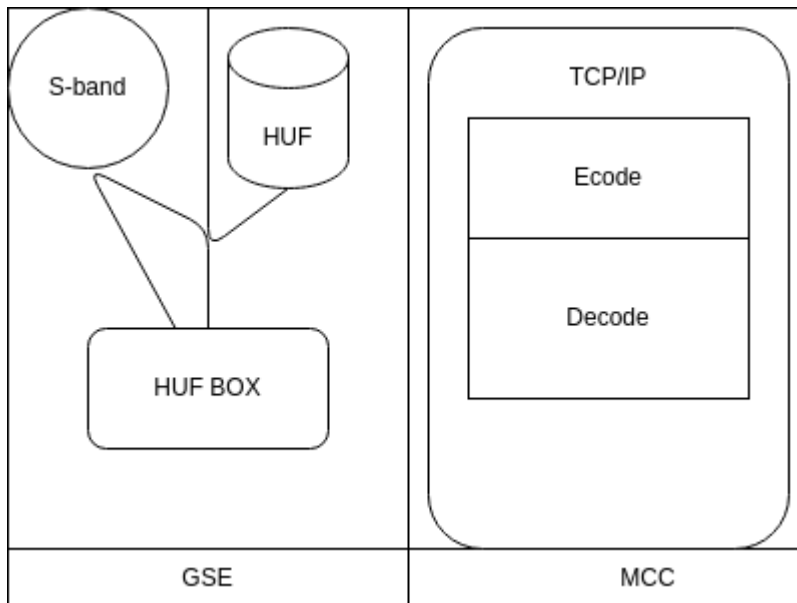 S-band
HUF
HUF BOX
TCP/IP
Ecode
Decode
GSE
MCC